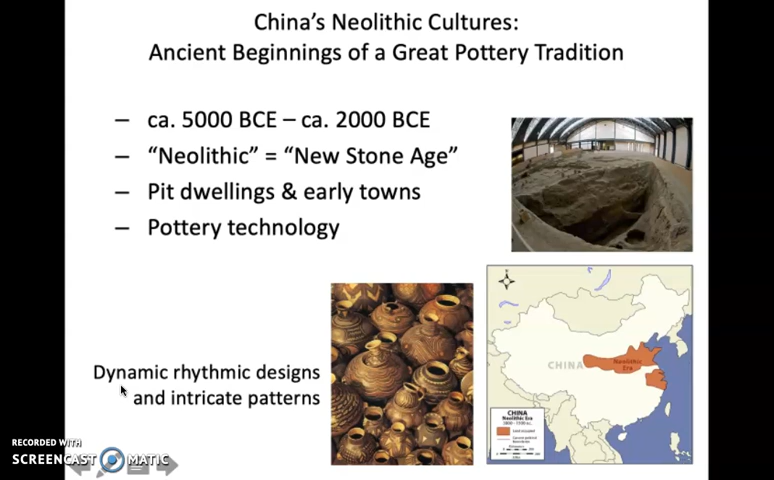 China's Neolithic Cultures:
Ancient Beginnings of a Great Pottery Tradition
– ca. 5000 BCE – ca. 2000 BCE
– "Neolithic" = "New Stone Age"
– Pit dwellings & early towns
– Pottery technology
Dynamic rhythmic designs
and intricate patterns
CHINA
Neolithic
Era
CHINA
Neolithic Era
RECORDED WITH
SCREENCAST MATIC